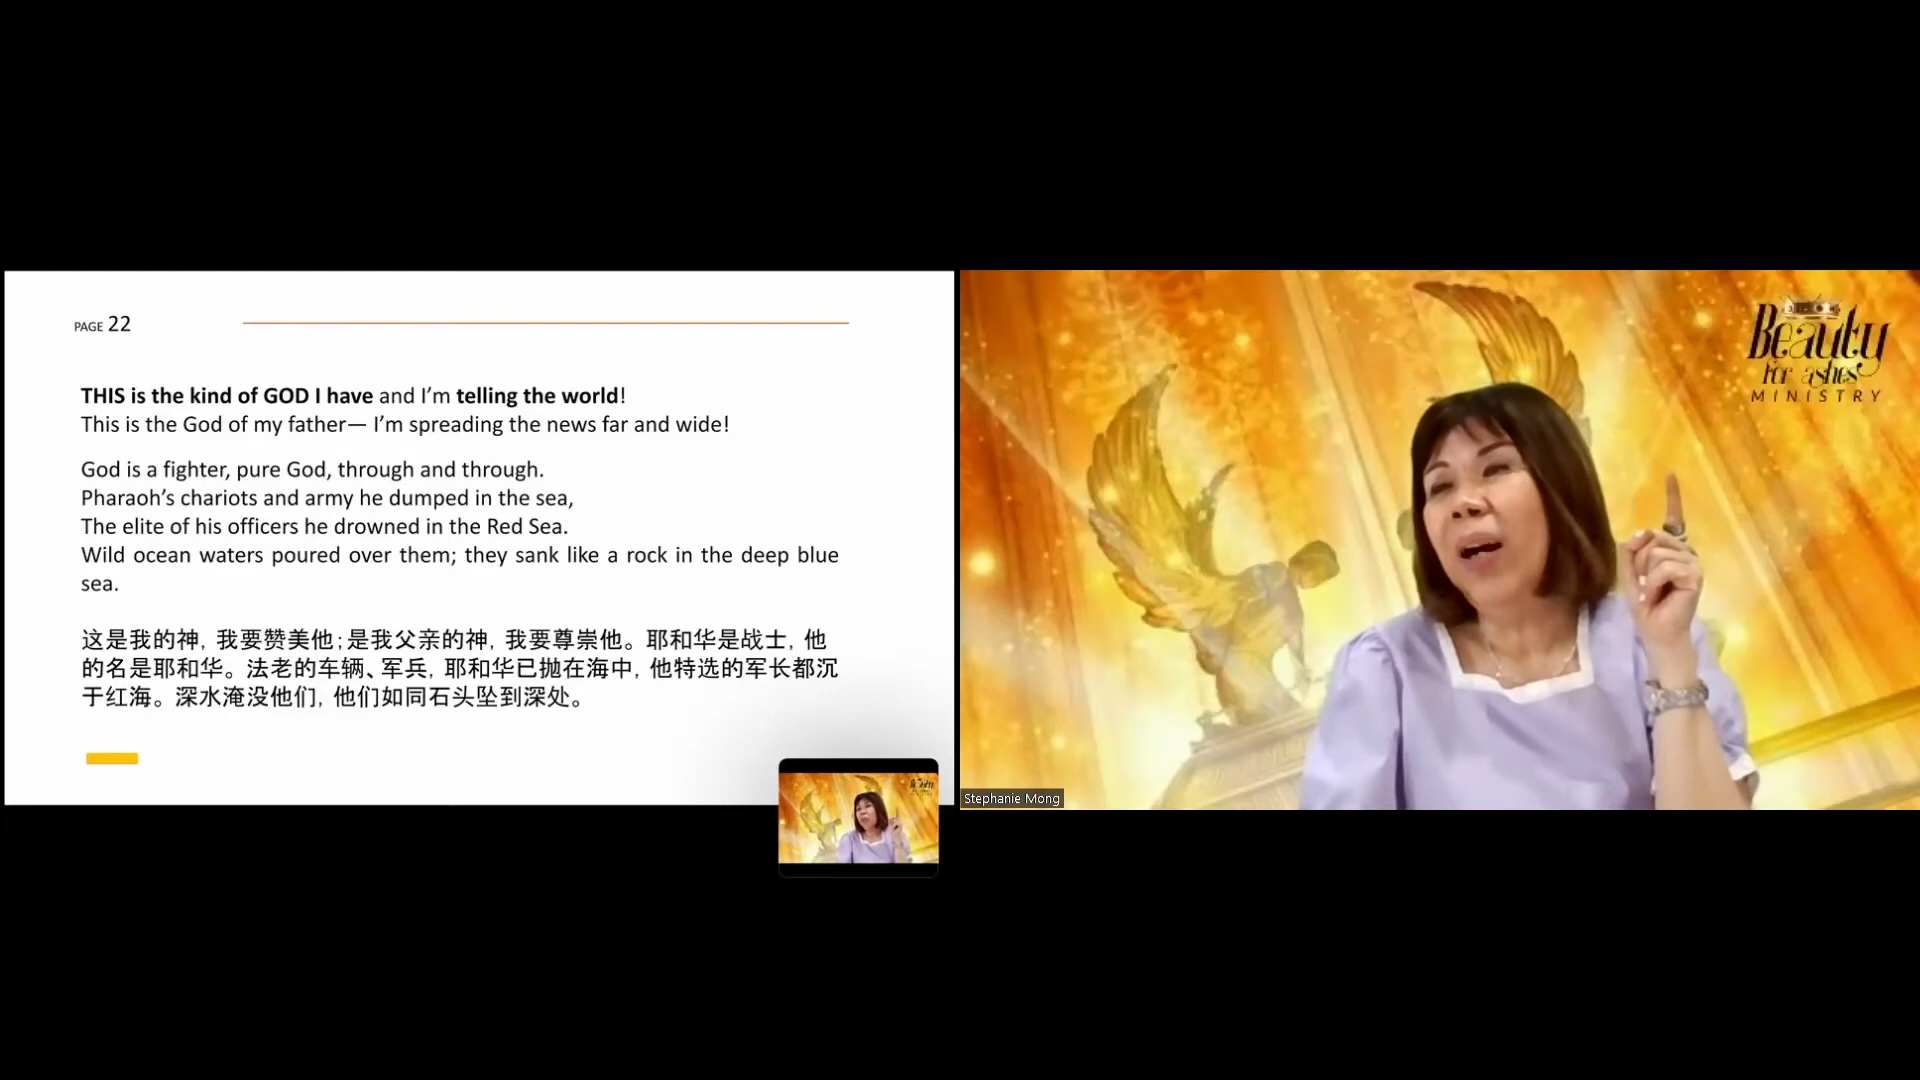 PAGE 22
THIS is the kind of GOD I have and I’m telling the world!
This is the God of my father— I’m spreading the news far and wide!
God is a fighter, pure God, through and through.
Pharaoh’s chariots and army he dumped in the sea,
The elite of his officers he drowned in the Red Sea.
Wild ocean waters poured over them; they sank like a rock in the deep blue
sea.
这是我的神, 我要赞美他;是我父亲的神, 我要尊崇他。耶和华是战士, 他
的名是耶和华。法老的车辆、军兵, 耶和华已抛在海中, 他特选的军长都沉
于红海。深水淹没他们, 他们如同石头坠到深处。
Beauty
For ashes
MINISTRY
Stephanie Mong